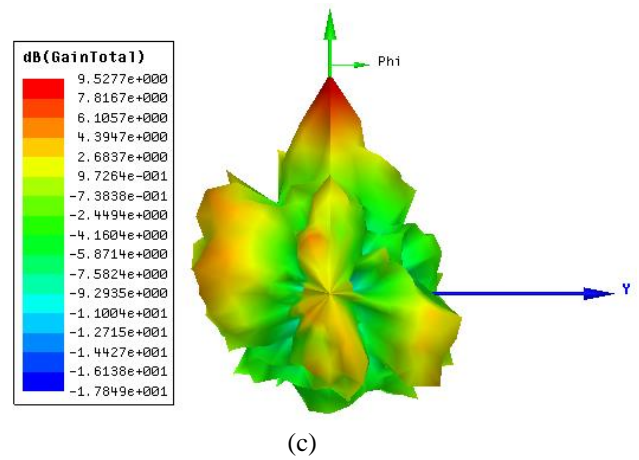 dB(GainTotal)
9.5277e+000
7.8167e+000
6.1057e+000
4.3947e+000
2.6837e+000
9.7264e-001
-7.3838e-001
-2.4494e+000
-4.1604e+000
-5.8714e+000
-7.5824e+000
-9.2935e+000
-1.1004e+001
-1.2715e+001
-1.4427e+001
-1.6138e+001
-1.7849e+001
Phi
Y
(c)